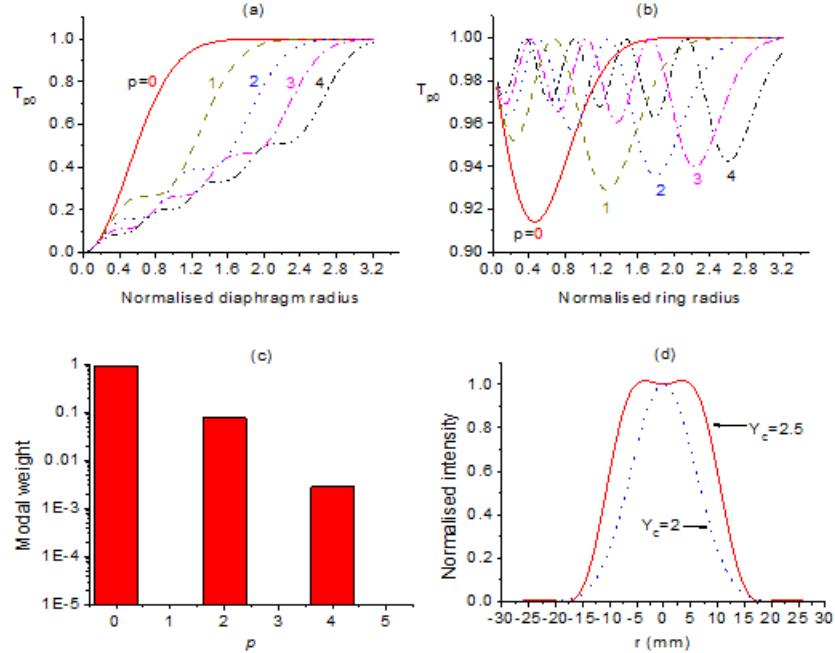 (a)
1.0
0.8
0.6
0.4
0.2
0.0
T_p0
p=0
1
2
3
4
0.0 0.4 0.8 1.2 1.6 2.0 2.4 2.8 3.2
Normalised diaphragm radius
(b)
1.00
0.98
0.96
0.94
0.92
0.90
T_p0
p=0
1
2
3
4
0.0 0.4 0.8 1.2 1.6 2.0 2.4 2.8 3.2
Normalised ring radius
(c)
1
0.1
0.01
1E-3
1E-4
1E-5
Modal weight
0 1 2 3 4 5
p
(d)
1.0
0.8
0.6
0.4
0.2
0.0
Normalised intensity
Y_c=2.5
Y_c=2
-30 -25 -20 -15 -10 -5 0 5 10 15 20 25 30
r (mm)